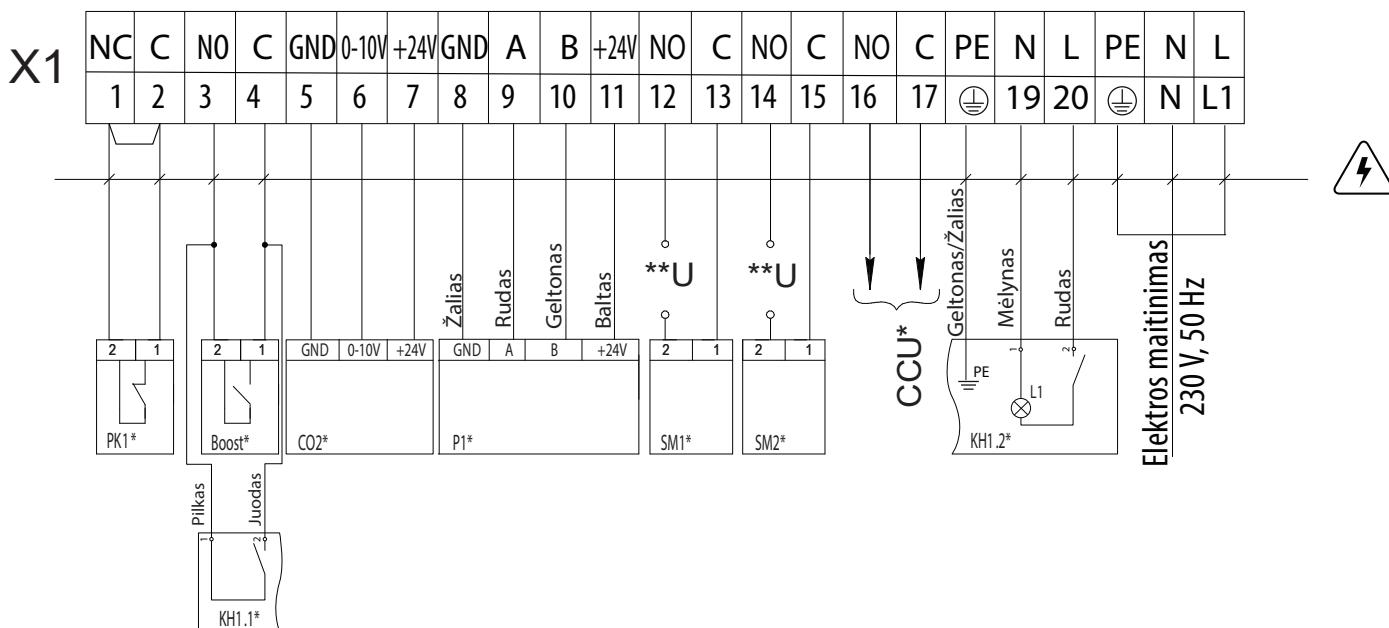 X1
NC C NO C GND 0-10V +24V GND A B +24V NO C NO C NO C PE N L PE N L
1 2 3 4 5 6 7 8 9 10 11 12 13 14 15 16 17 19 20 N L1
Žalias
Rudas
Geltonas
Baltas
**U
**U
CCU*
Geltonas/Žalias
Mėlynas
Rudas
Elektros maitinimas
230 V, 50 Hz
2 1
PK1*
2 1
Boost*
GND 0-10V +24V
CO2*
GND A B +24V
P1*
2 1
SM1*
2 1
SM2*
1 2
PE
L1
KH1.2*
Pilkas
Juodas
1 2
KH1.1*